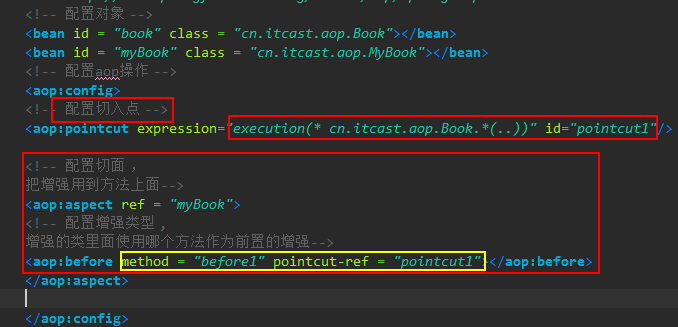 <!-- 配置对象 -->
<bean id = "book" class = "cn.itcast.aop.Book"></bean>
<bean id = "myBook" class = "cn.itcast.aop.MyBook"></bean>
<!-- 配置aop操作 -->
<aop:config>
<!-- 配置切入点 -->
<aop:pointcut expression="execution(* cn.itcast.aop.Book.*(..))" id="pointcut1"/>
<!-- 配置切面，
把增强用到方法上面-->
<aop:aspect ref = "myBook">
<!-- 配置增强类型，
增强的类里面使用哪个方法作为前置的增强-->
<aop:before method = "before1" pointcut-ref = "pointcut1"></aop:before>
</aop:aspect>
</aop:config>